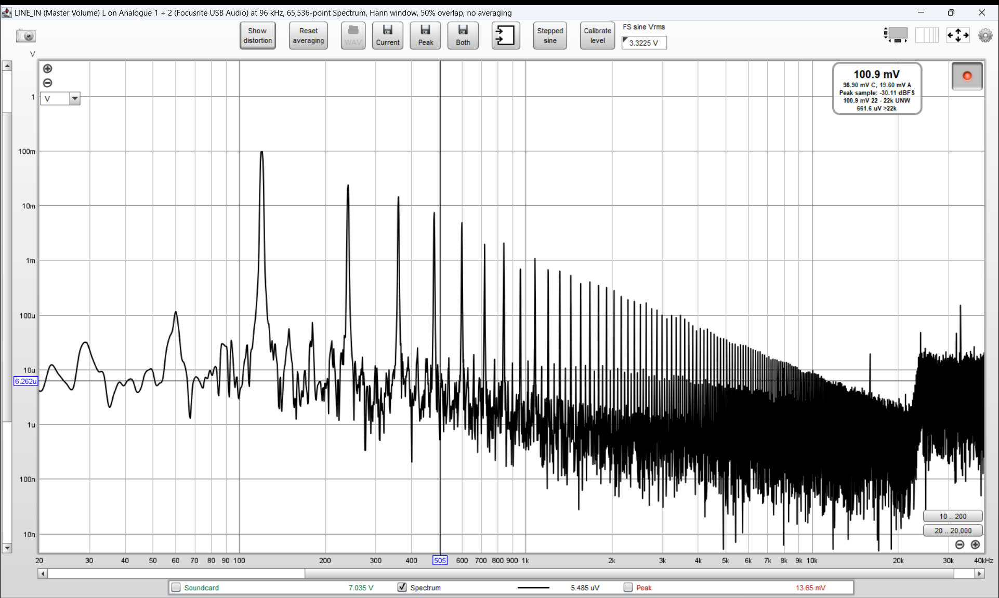 LINE_IN (Master Volume) L on Analogue 1 + 2 (Focusrite USB Audio) at 96 kHz, 65,536-point Spectrum, Hann window, 50% overlap, no averaging
Show distortion
Reset averaging
WAV
Current
Peak
Both
Stepped sine
Calibrate level
FS sine Vrms
3.3225 V
V
V
100.9 mV
98.90 mV C, 19.60 mV A
Peak sample: -30.11 dBFS
100.9 mV 22 - 22k UNW
661.6 uV >22k
1
100m
10m
1m
100u
10u
6.262u
1u
100n
10n
10 .. 200
20 .. 20,000
20 30 40 50 60 70 80 90 100 200 300 400 505 600 700 800 900 1k 2k 3k 4k 5k 6k 7k 8k 9k 10k 20k 30k 40kHz
Soundcard 7.035 V Spectrum 5.485 uV Peak 13.65 mV